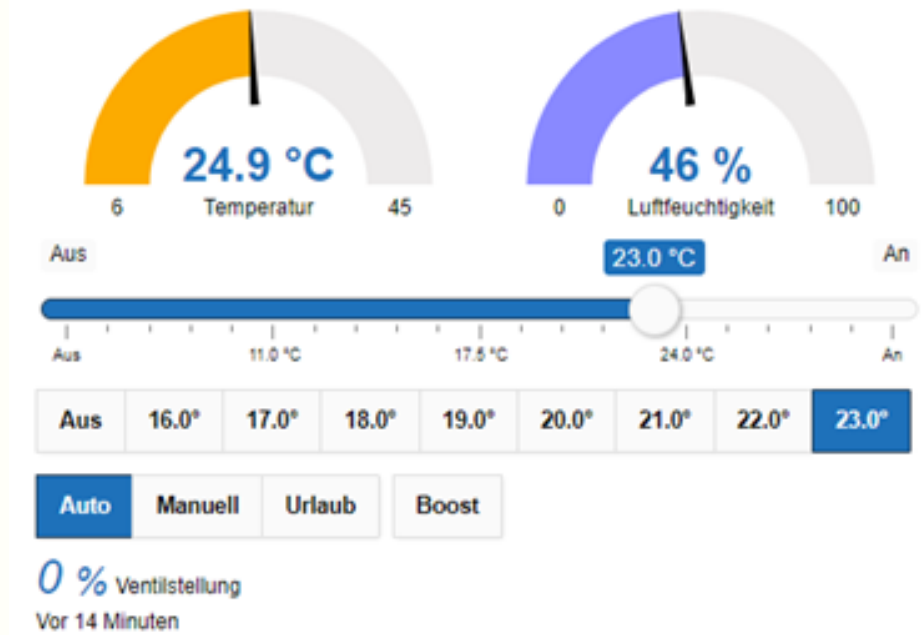 24.9 °C 46 %
6 Temperatur 45 0 Luftfeuchtigkeit 100
Aus 23.0 °C An
Aus 11.0 °C 17.5 °C 24.0 °C An
Aus 16.0° 17.0° 18.0° 19.0° 20.0° 21.0° 22.0° 23.0°
Auto Manuell Urlaub Boost
0 % Ventilstellung
Vor 14 Minuten